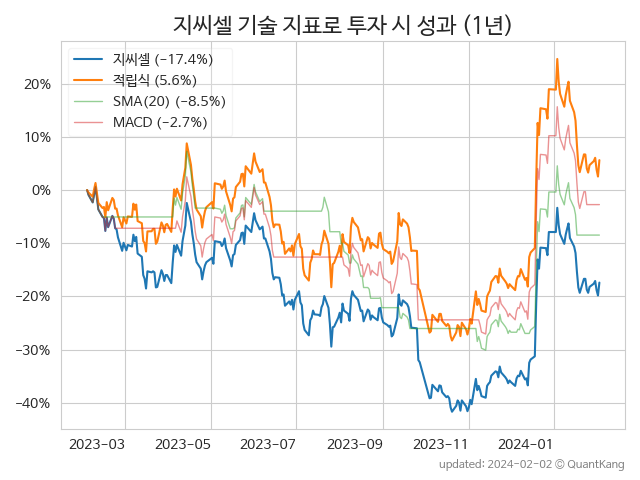 지씨셀 기술 지표로 투자 시 성과 (1년)
지씨셀 (−17.4%)
적립식 (5.6%)
SMA(20) (−8.5%)
MACD (−2.7%)
20%
10%
0%
−10%
−20%
−30%
−40%
2023-03 2023-05 2023-07 2023-09 2023-11 2024-01
updated: 2024-02-02 © QuantKang